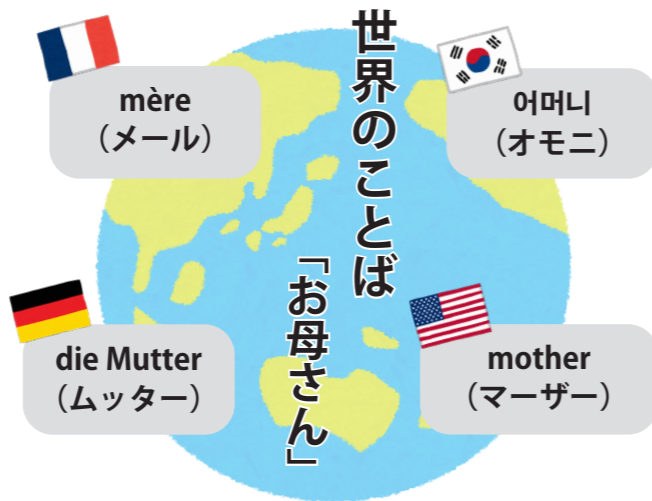 世界のことば
「お母さん」
mère
（メール）
어머니
（オモニ）
die Mutter
（ムッター）
mother
（マーザー）